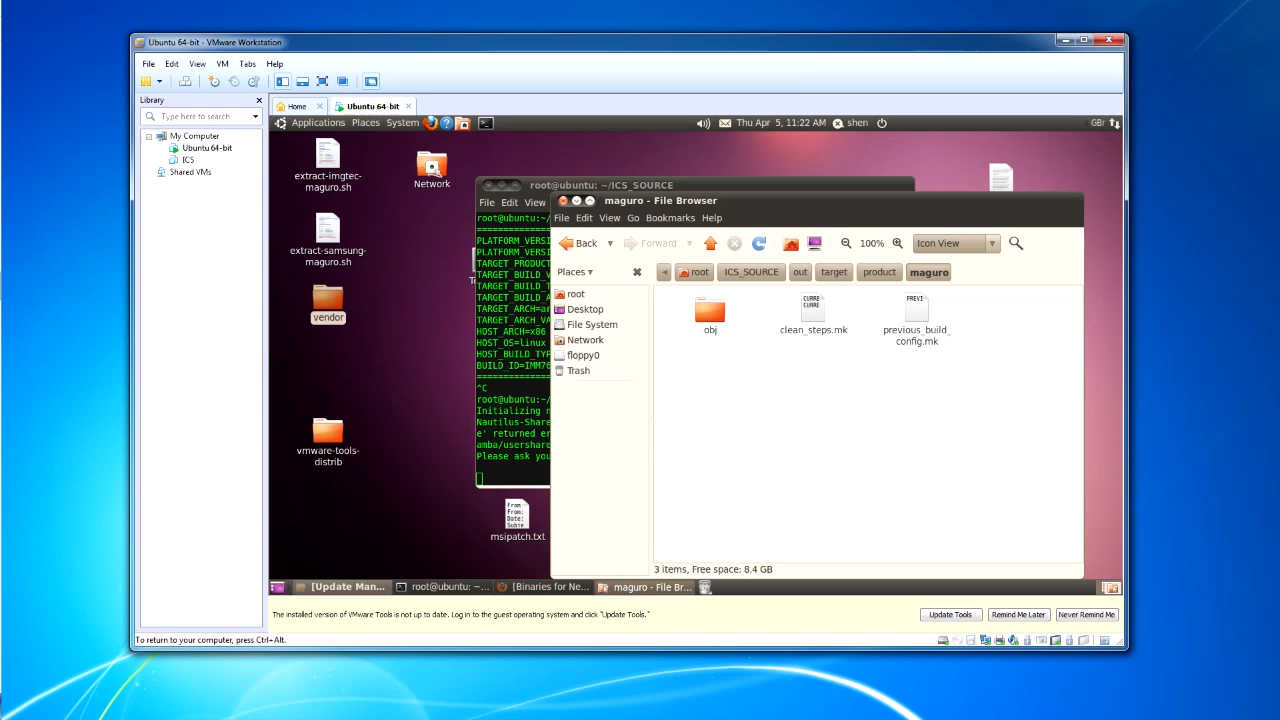 Ubuntu 64-bit - VMware Workstation
File Edit View VM Tabs Help
Library
Home
Ubuntu 64-bit
Type here to search
My Computer
Ubuntu 64-bit
ICS
Shared VMs
Applications Places System
Thu Apr 5, 11:22 AM
shen
GBr
extract-imgtec-
maguro.sh
Network
extract-samsung-
maguro.sh
vendor
vmware-tools-
distrib
msipatch.txt
root@ubuntu: ~/ICS_SOURCE
File Edit View
root@ubuntu:~/
PLATFORM_VERSI
PLATFORM_VERSI
TARGET_PRODUCT
TARGET_BUILD_V
TARGET_BUILD_T
TARGET_BUILD_A
TARGET_ARCH=ar
TARGET_ARCH_VA
HOST_ARCH=x86
HOST_OS=linux
HOST_BUILD_TYP
BUILD_ID=IMM76
^C
root@ubuntu:~/
Initializing n
Nautilus-Share
e' returned er
amba/usershare
Please ask you
maguro - File Browser
File Edit View Go Bookmarks Help
Back Forward 100% Icon View
Places root ICS_SOURCE out target product maguro
root
Desktop
File System
Network
floppy0
Trash
obj
clean_steps.mk
previous_build_
config.mk
3 items, Free space: 8.4 GB
[Update Man... root@ubuntu: ~... [Binaries for Ne... maguro - File Br...
The installed version of VMware Tools is not up to date. Log in to the guest operating system and click "Update Tools."
Update Tools Remind Me Later Never Remind Me
To return to your computer, press Ctrl+Alt.